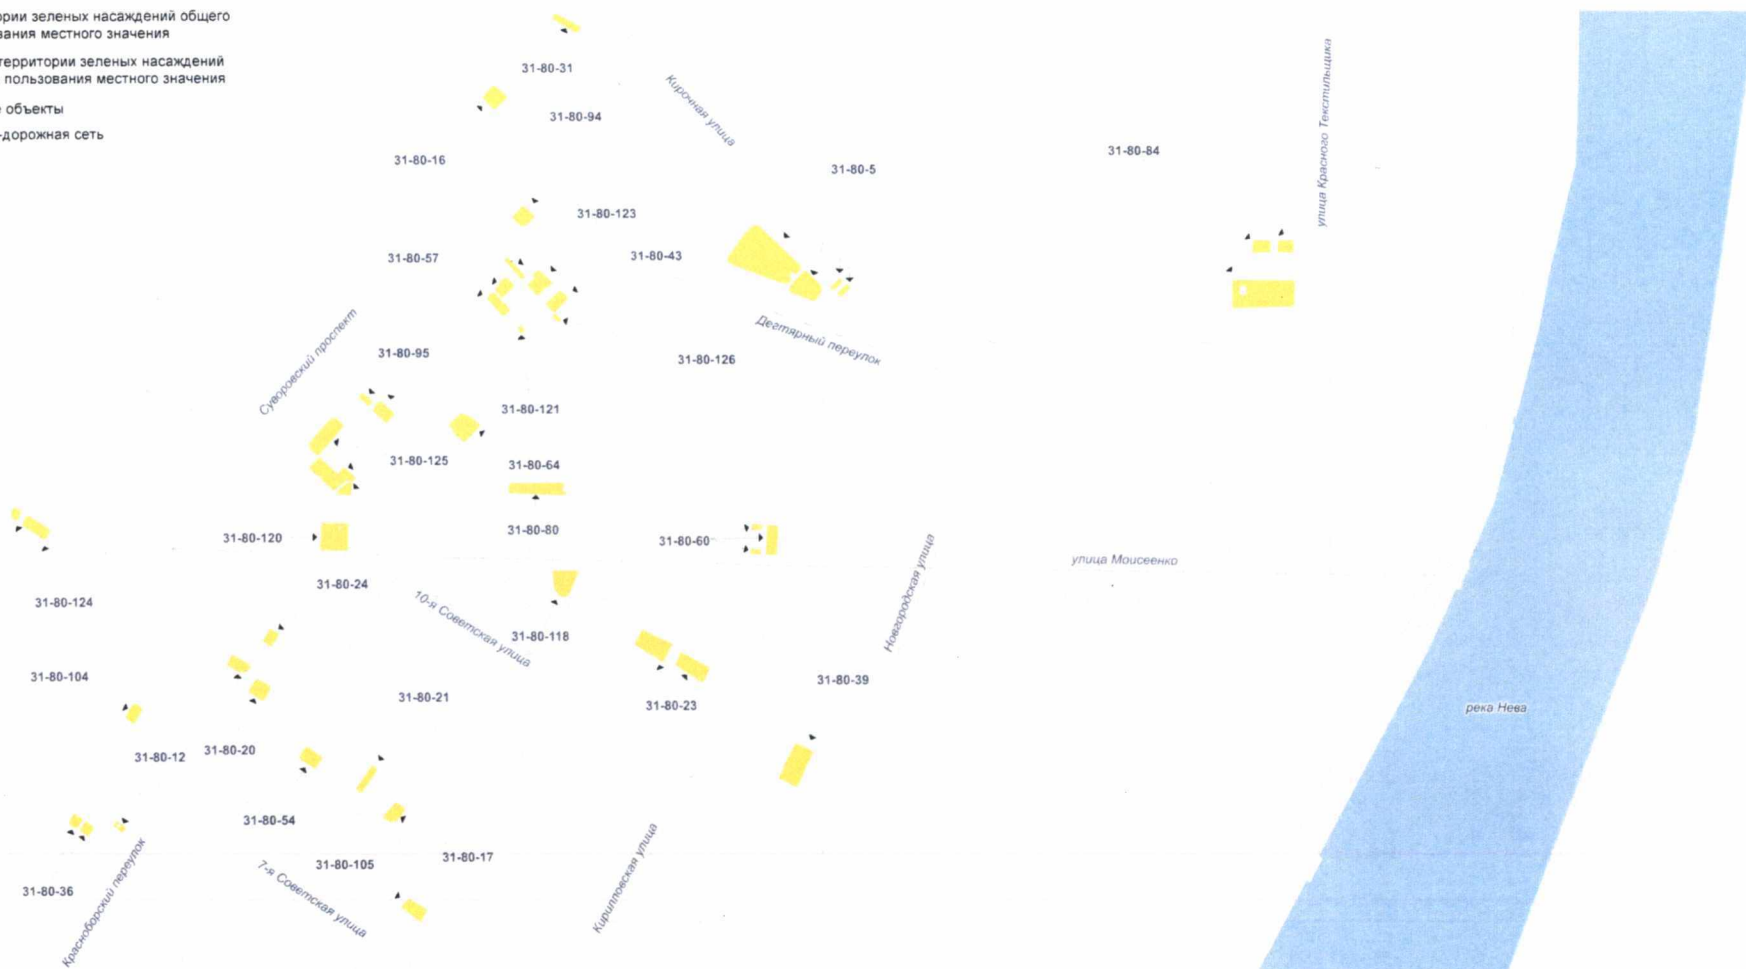 ории зеленых насаждений общего
вания местного значения
территории зеленых насаждений
пользования местного значения
е объекты
-дорожная сеть
31-80-31
31-80-94
Кирочная улица
31-80-16
31-80-5
31-80-84
улица Красного Текстильщика
31-80-123
31-80-57
31-80-43
Дегтярный переулок
Суворовский проспект
31-80-95
31-80-126
31-80-121
31-80-125
31-80-64
31-80-80
31-80-120
31-80-60
улица Моисеенко
31-80-24
31-80-124
10-я Советская улица
31-80-118
Новгородская улица
31-80-104
31-80-21
31-80-39
31-80-23
река Нева
31-80-12
31-80-20
31-80-54
31-80-105
31-80-17
31-80-36
Красноборский переулок
7-я Советская улица
Кирилловская улица